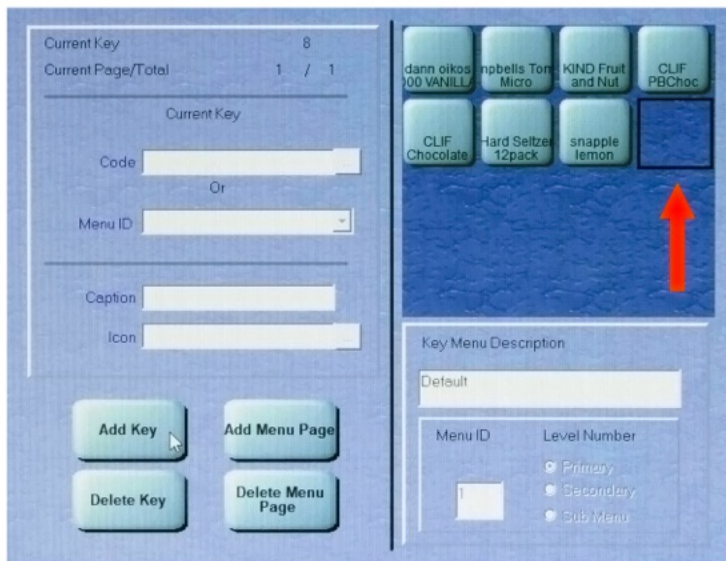 Current Key 8
Current Page/Total 1 / 1
Current Key
Code
Or
Menu ID
Caption
Icon
Add Key
Add Menu Page
Delete Key
Delete Menu
Page
dann oikos
000 VANILLA
mpbells Tom
Micro
KIND Fruit
and Nut
CLIF
PBChoc
CLIF
Chocolate
Hard Seltzer
12pack
snapple
lemon
Key Menu Description
Default
Menu ID
Level Number
1
Primary
Secondary
Sub Menu